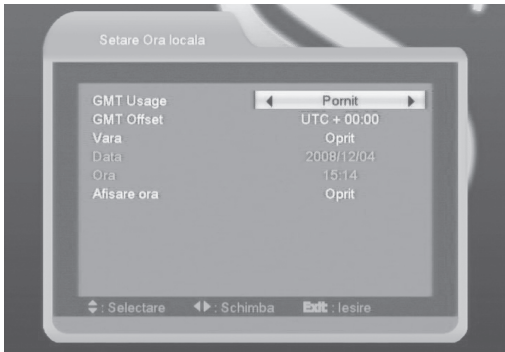 Setare Ora locala
GMT Usage Pornit
GMT Offset UTC + 00:00
Vara Oprit
Data 2008/12/04
Ora 15:14
Afisare ora Oprit
: Selectare : Schimba Exit : Iesire